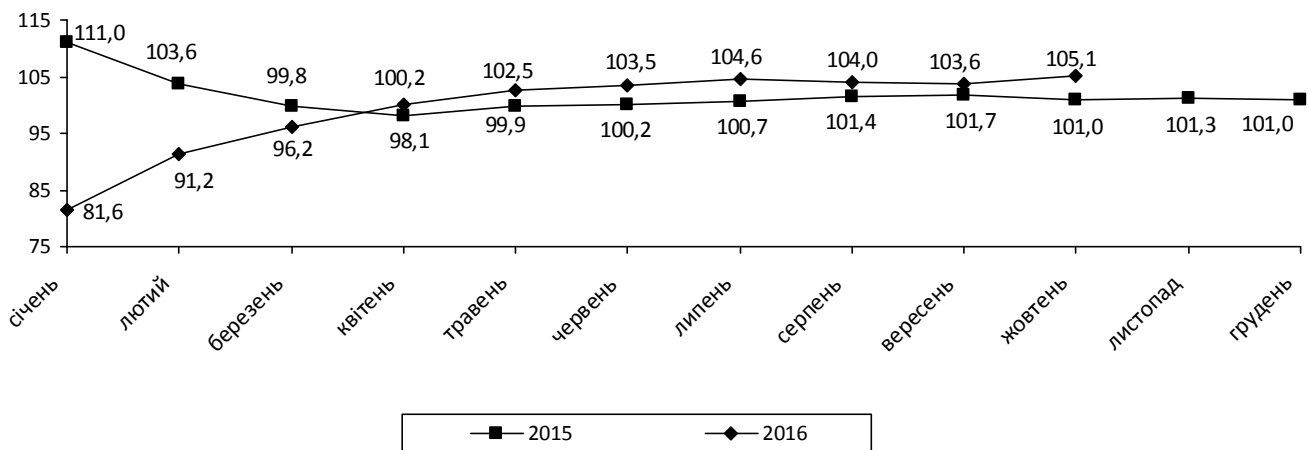 115
111,0
103,6
99,8
100,2
102,5
103,5
104,6
104,0
103,6
105,1
105
95
96,2
98,1
99,9
100,2
100,7
101,4
101,7
101,0
101,3
101,0
91,2
85
81,6
75
січень
лютий
березень
квітень
травень
червень
липень
серпень
вересень
жовтень
листопад
грудень
2015
2016